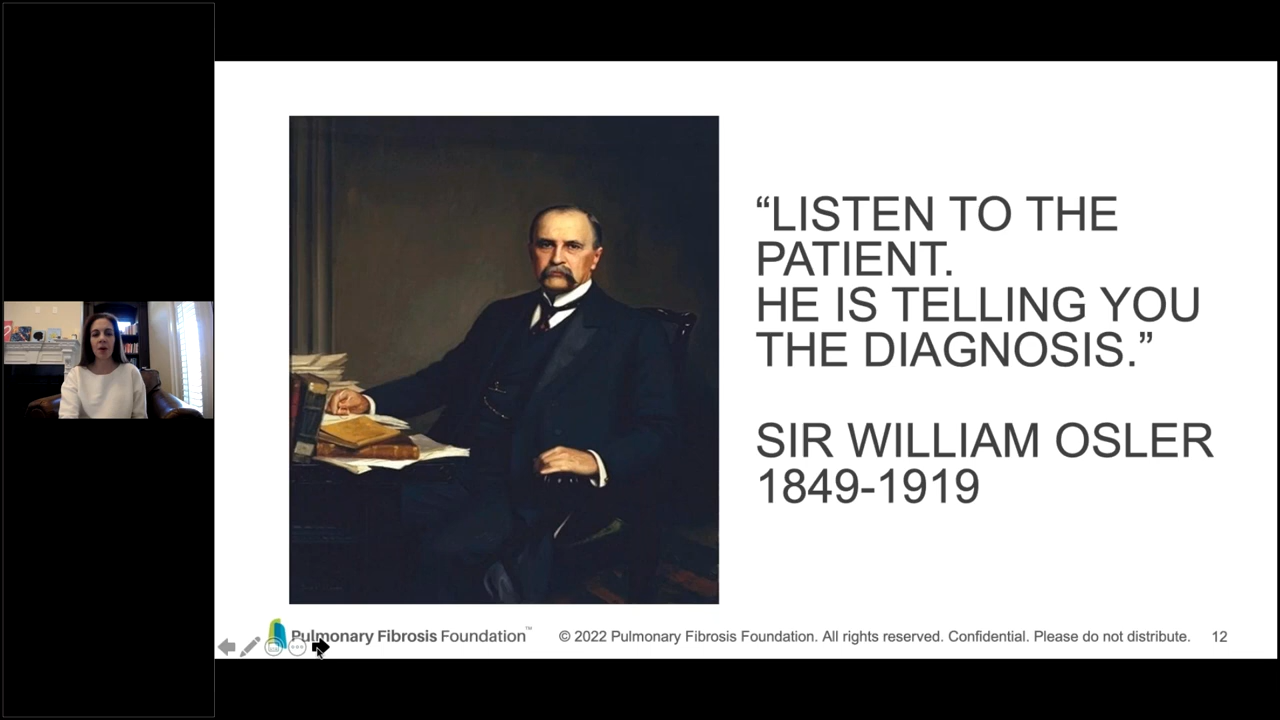 “LISTEN TO THE
PATIENT.
HE IS TELLING YOU
THE DIAGNOSIS.”
SIR WILLIAM OSLER
1849-1919
Pulmonary Fibrosis Foundation™
© 2022 Pulmonary Fibrosis Foundation. All rights reserved. Confidential. Please do not distribute.
12